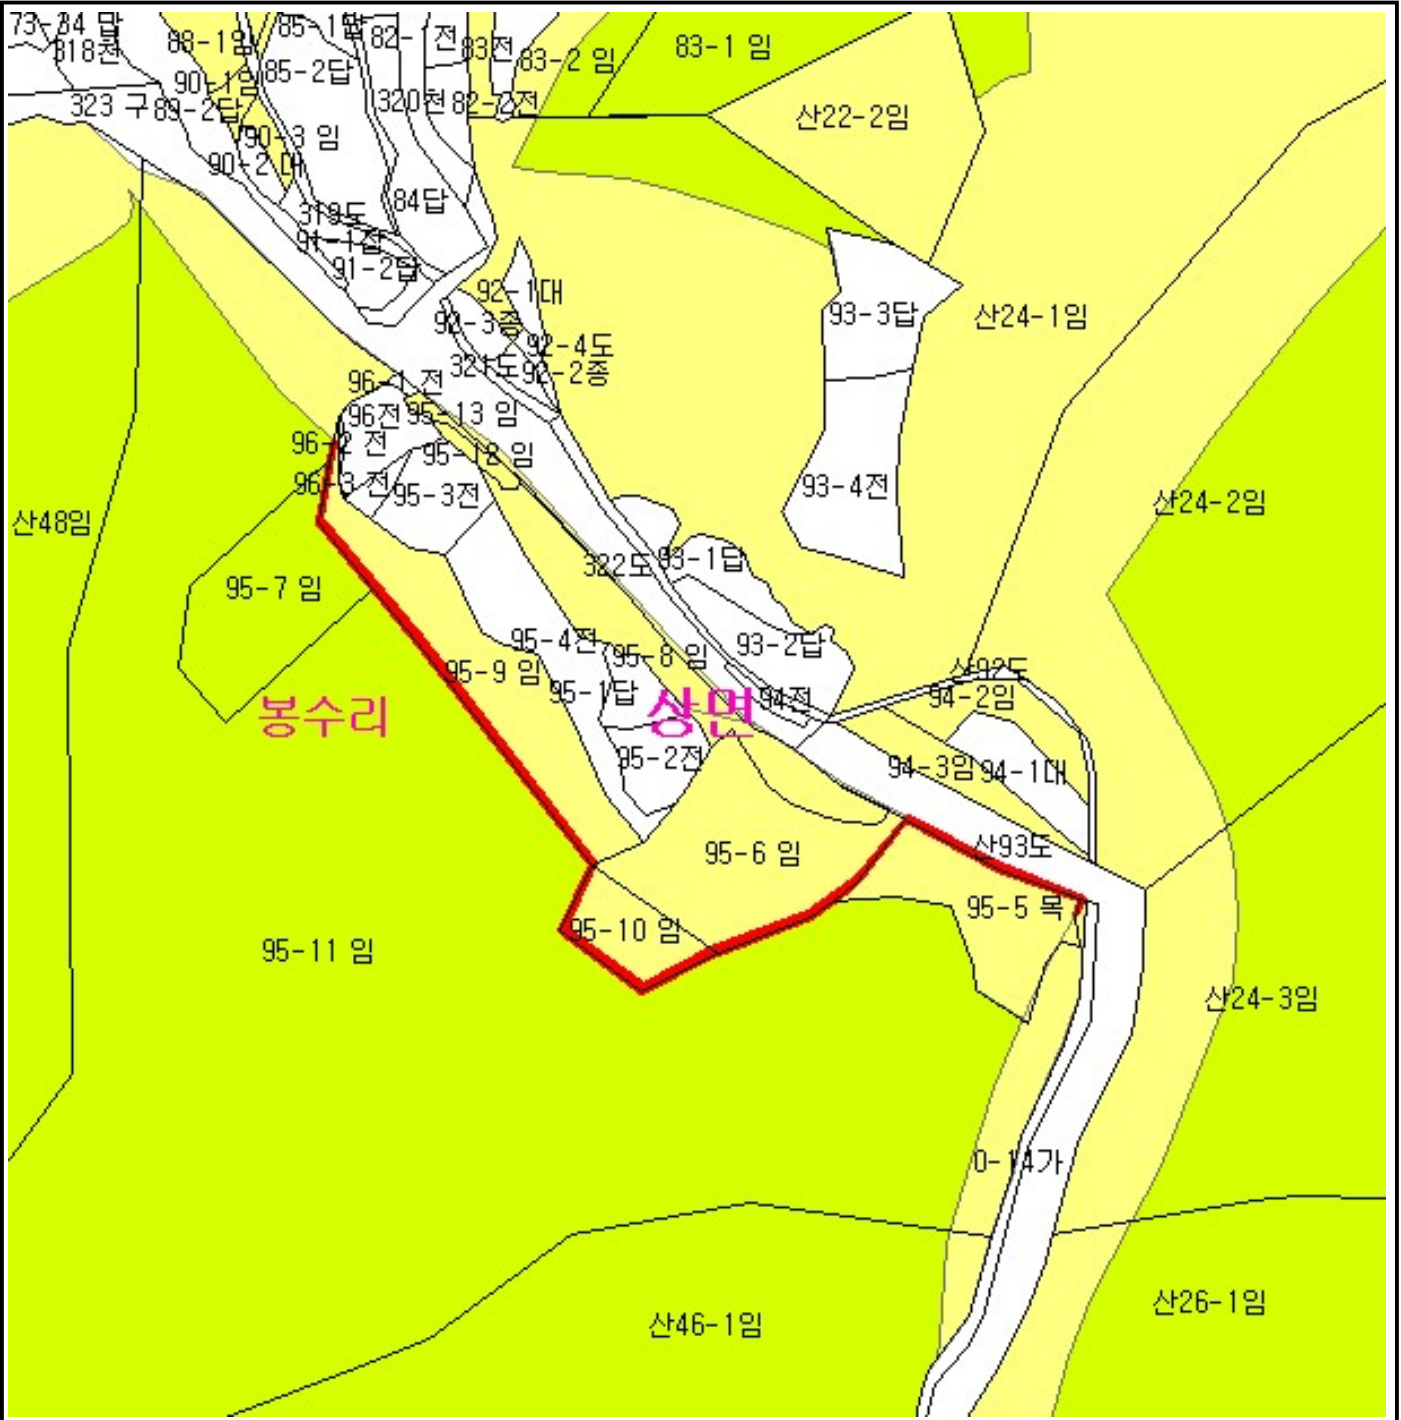 85-1답
82-1전
318천
88-1임
83전
83-2 임
83-1 임
85-2답
90-1임
323 구
89-2답
320천
82-2전
산22-2임
90-3 임
90-2 대
84답
319도
91-1전
91-2답
92-1대
93-3답
산24-1임
92-3종
92-4도
321도
92-2종
96-1 전
96전
95-13 임
96-2 전
95-18 임
96-3 전
95-3전
93-4전
산24-2임
산48임
322도
93-1답
95-7 임
95-4전
93-2답
95-8 임
95-9 임
산92도
95-1답
94전
94-2임
봉수리
상면
95-2전
94-3임
94-1대
95-6 임
산93도
95-5 목
95-10 임
95-11 임
산24-3임
0-14가
산26-1임
산46-1임